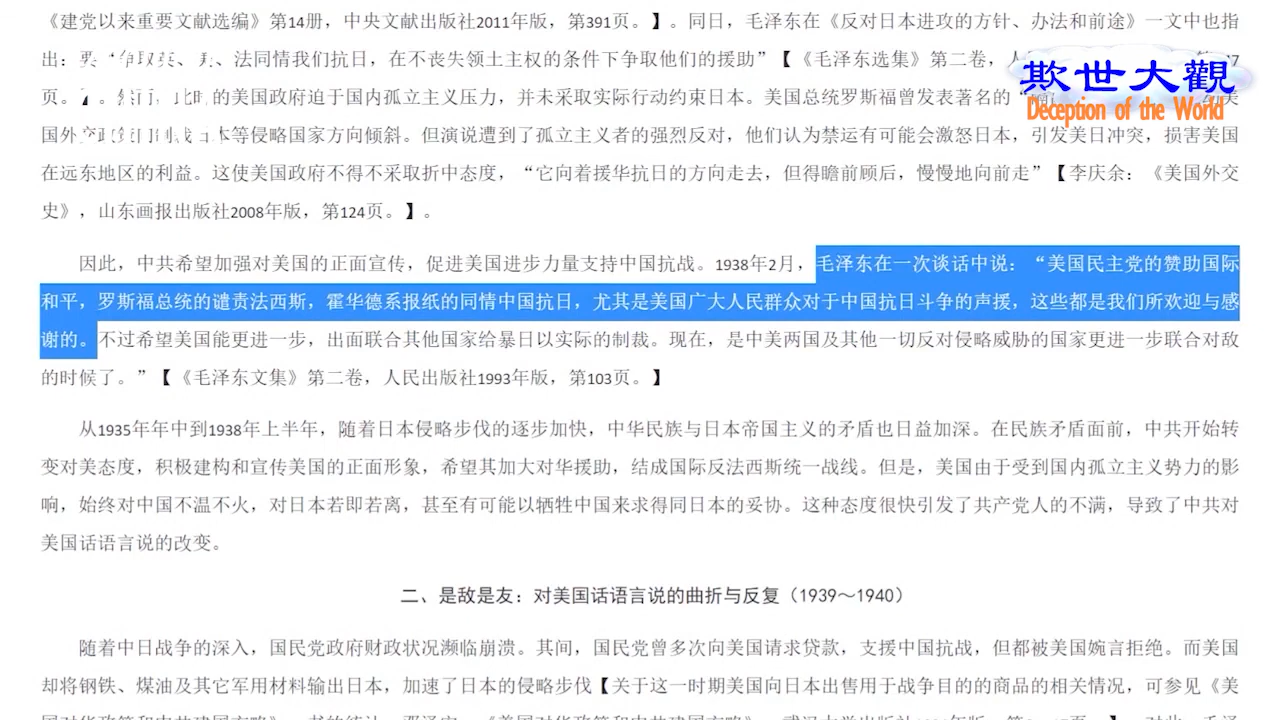 《建党以来重要文献选编》第14册，中央文献出版社2011年版，第391页。】。同日，毛泽东在《反对日本进攻的方针、办法和前途》一文中也指
出：要“争取英、美、法同情我们抗日，在不丧失领土主权的条件下争取他们的援助”【《毛泽东选集》第二卷，人
欺世大觀
Deception of the World
页。】。然而，此时的美国政府迫于国内孤立主义压力，并未采取实际行动约束日本。美国总统罗斯福曾发表著名的“
国外交政策 等侵略国家方向倾斜。但演说遭到了孤立主义者的强烈反对，他们认为禁运有可能会激怒日本，引发美日冲突，损害美国
在远东地区的利益。这使美国政府不得不采取折中态度，“它向着援华抗日的方向走去，但得瞻前顾后，慢慢地向前走”【李庆余：《美国外交
史》，山东画报出版社2008年版，第124页。】。
因此，中共希望加强对美国的正面宣传，促进美国进步力量支持中国抗战。1938年2月，毛泽东在一次谈话中说：“美国民主党的赞助国际
和平，罗斯福总统的谴责法西斯，霍华德系报纸的同情中国抗日，尤其是美国广大人民群众对于中国抗日斗争的声援，这些都是我们所欢迎与感
谢的。不过希望美国能更进一步，出面联合其他国家给暴日以实际的制裁。现在，是中美两国及其他一切反对侵略威胁的国家更进一步联合对敌
的时候了。”【《毛泽东文集》第二卷，人民出版社1993年版，第103页。】
从1935年年中到1938年上半年，随着日本侵略步伐的逐步加快，中华民族与日本帝国主义的矛盾也日益加深。在民族矛盾面前，中共开始转
变对美态度，积极建构和宣传美国的正面形象，希望其加大对华援助，结成国际反法西斯统一战线。但是，美国由于受到国内孤立主义势力的影
响，始终对中国不温不火，对日本若即若离，甚至有可能以牺牲中国来求得同日本的妥协。这种态度很快引发了共产党人的不满，导致了中共对
美国话语言说的改变。
二、是敌是友：对美国话语言说的曲折与反复（1939～1940）
随着中日战争的深入，国民党政府财政状况濒临崩溃。其间，国民党曾多次向美国请求贷款，支援中国抗战，但都被美国婉言拒绝。而美国
却将钢铁、煤油及其它军用材料输出日本，加速了日本的侵略步伐【关于这一时期美国向日本出售用于战争目的的商品的相关情况，可参见《美